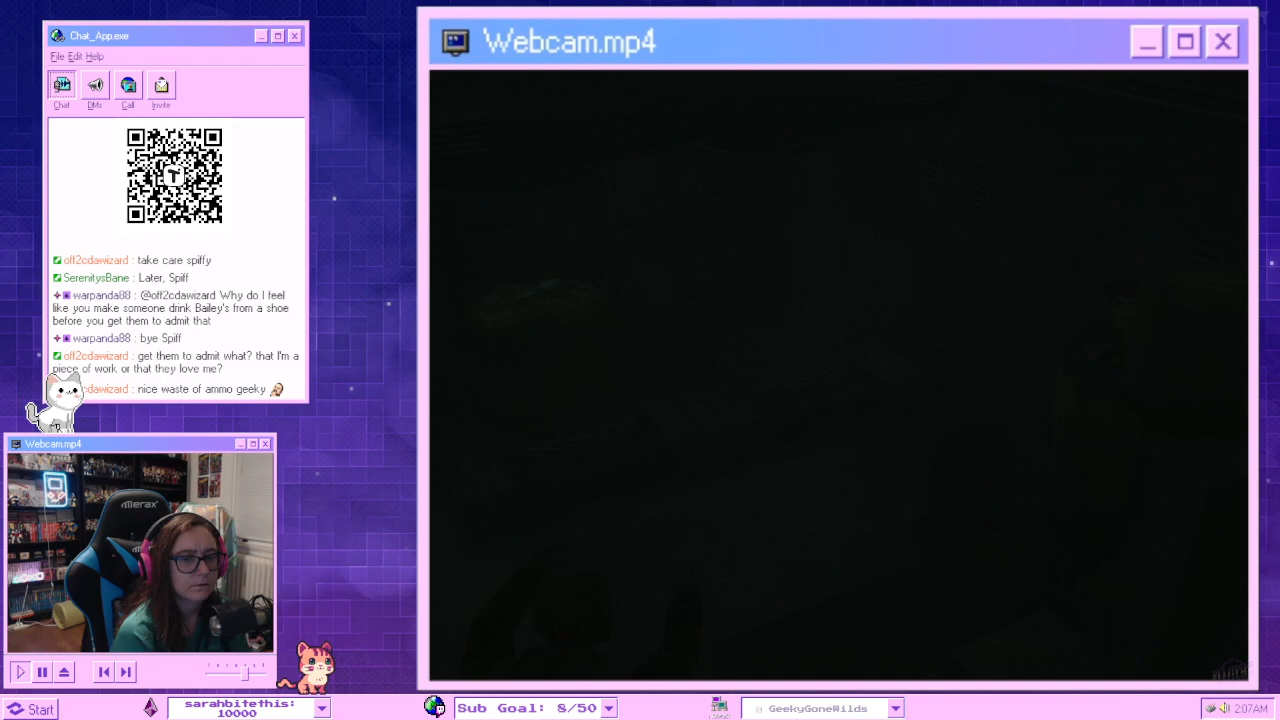 Chat_App.exe
File Edit Help
Chat DMs Call Invite
T
off2cdawizard : take care spiffy
SerenitysBane : Later, Spiff
warpanda88 : @off2cdawizard Why do I feel
like you make someone drink Bailey's from a shoe
before you get them to admit that
warpanda88 : bye Spiff
off2cdawizard : get them to admit what? that I'm a
piece of work or that they love me?
cdawizard : nice waste of ammo geeky
Webcam.mp4
Webcam.mp4
merax
Start
sarahbitethis:
10000
Sub Goal: 8/50
@ GeekyGoneWilds
2:07AM